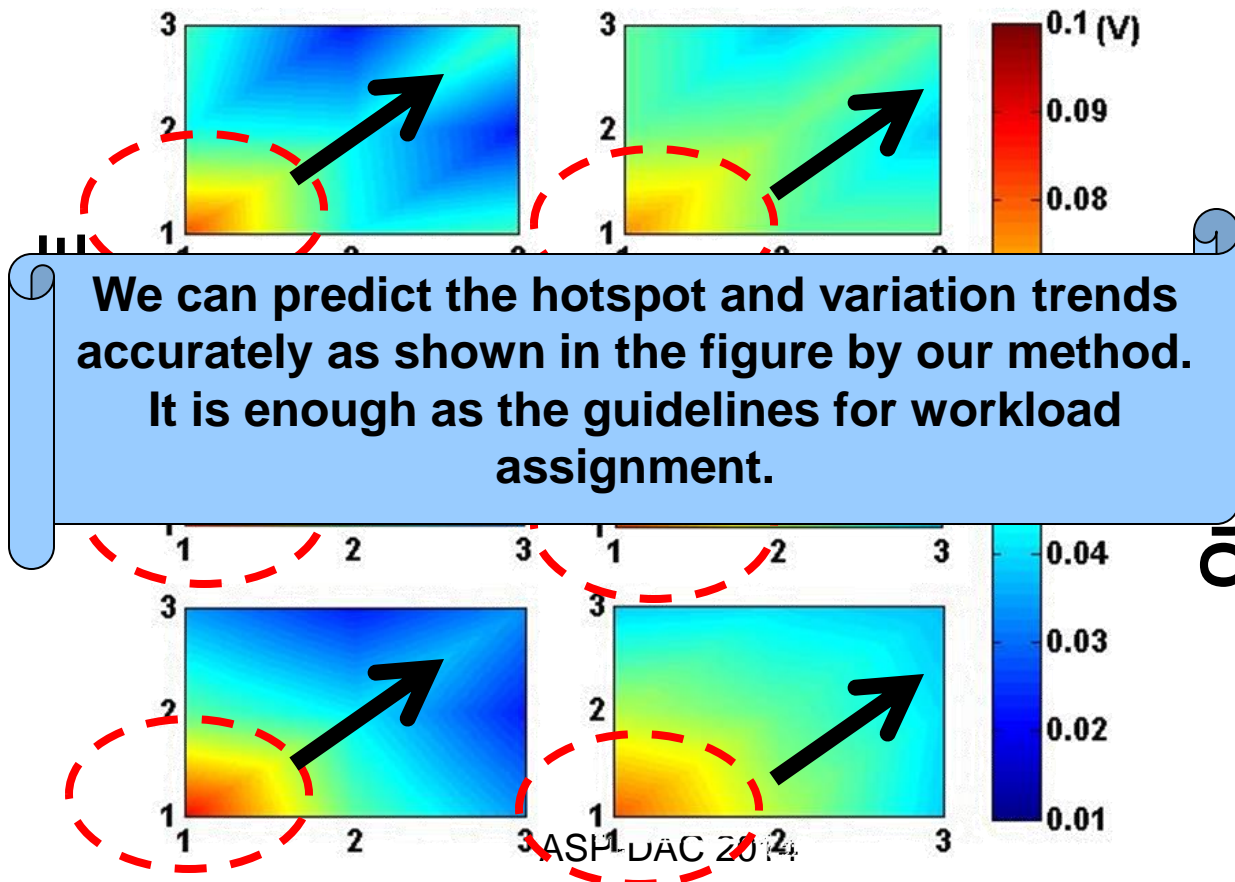 3
3
0.1 (V)
0.09
2
2
0.08
1
1
We can predict the hotspot and variation trends
accurately as shown in the figure by our method.
It is enough as the guidelines for workload
assignment.
1 2 3
1 2 3
0.04
3
3
0.03
2
2
0.02
1
1
0.01
1 2 3
1 2 3
ASP-DAC 2014